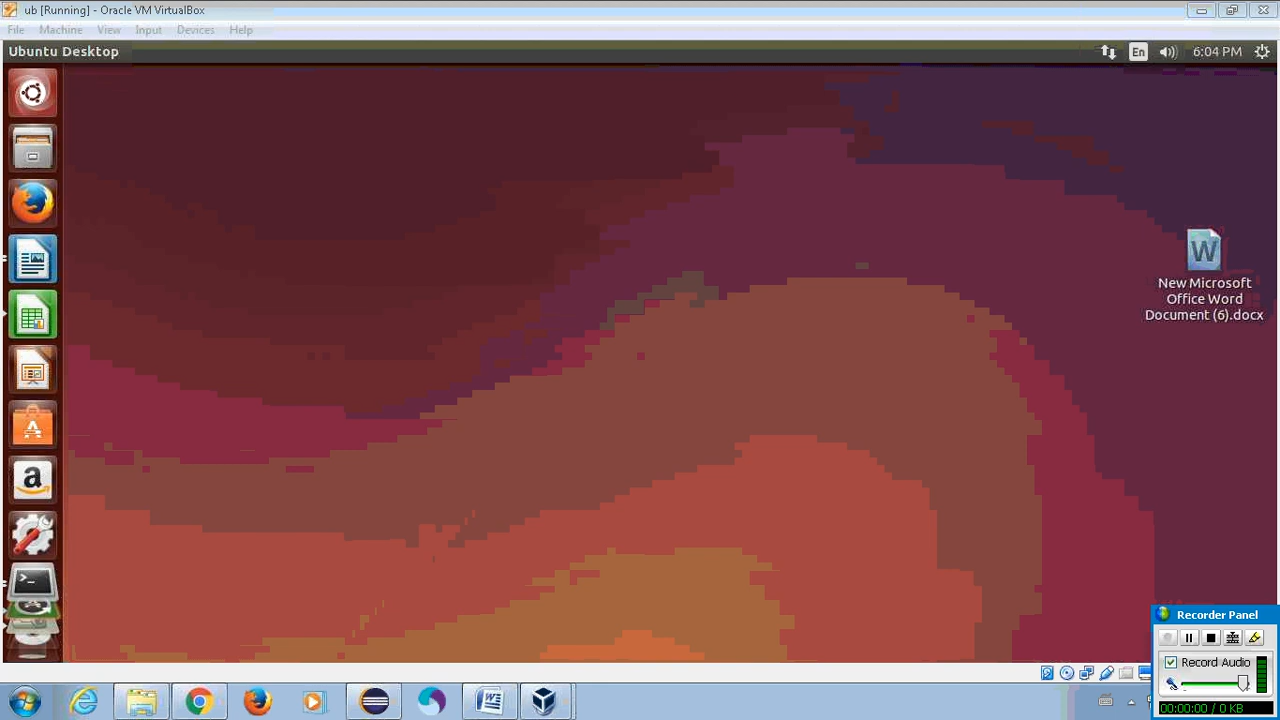 ub [Running] - Oracle VM VirtualBox
File Machine View Input Devices Help
Ubuntu Desktop
En
6:04 PM
New Microsoft
Office Word
Document (6).docx
Recorder Panel
Record Audio
00:00:00 / 0 KB